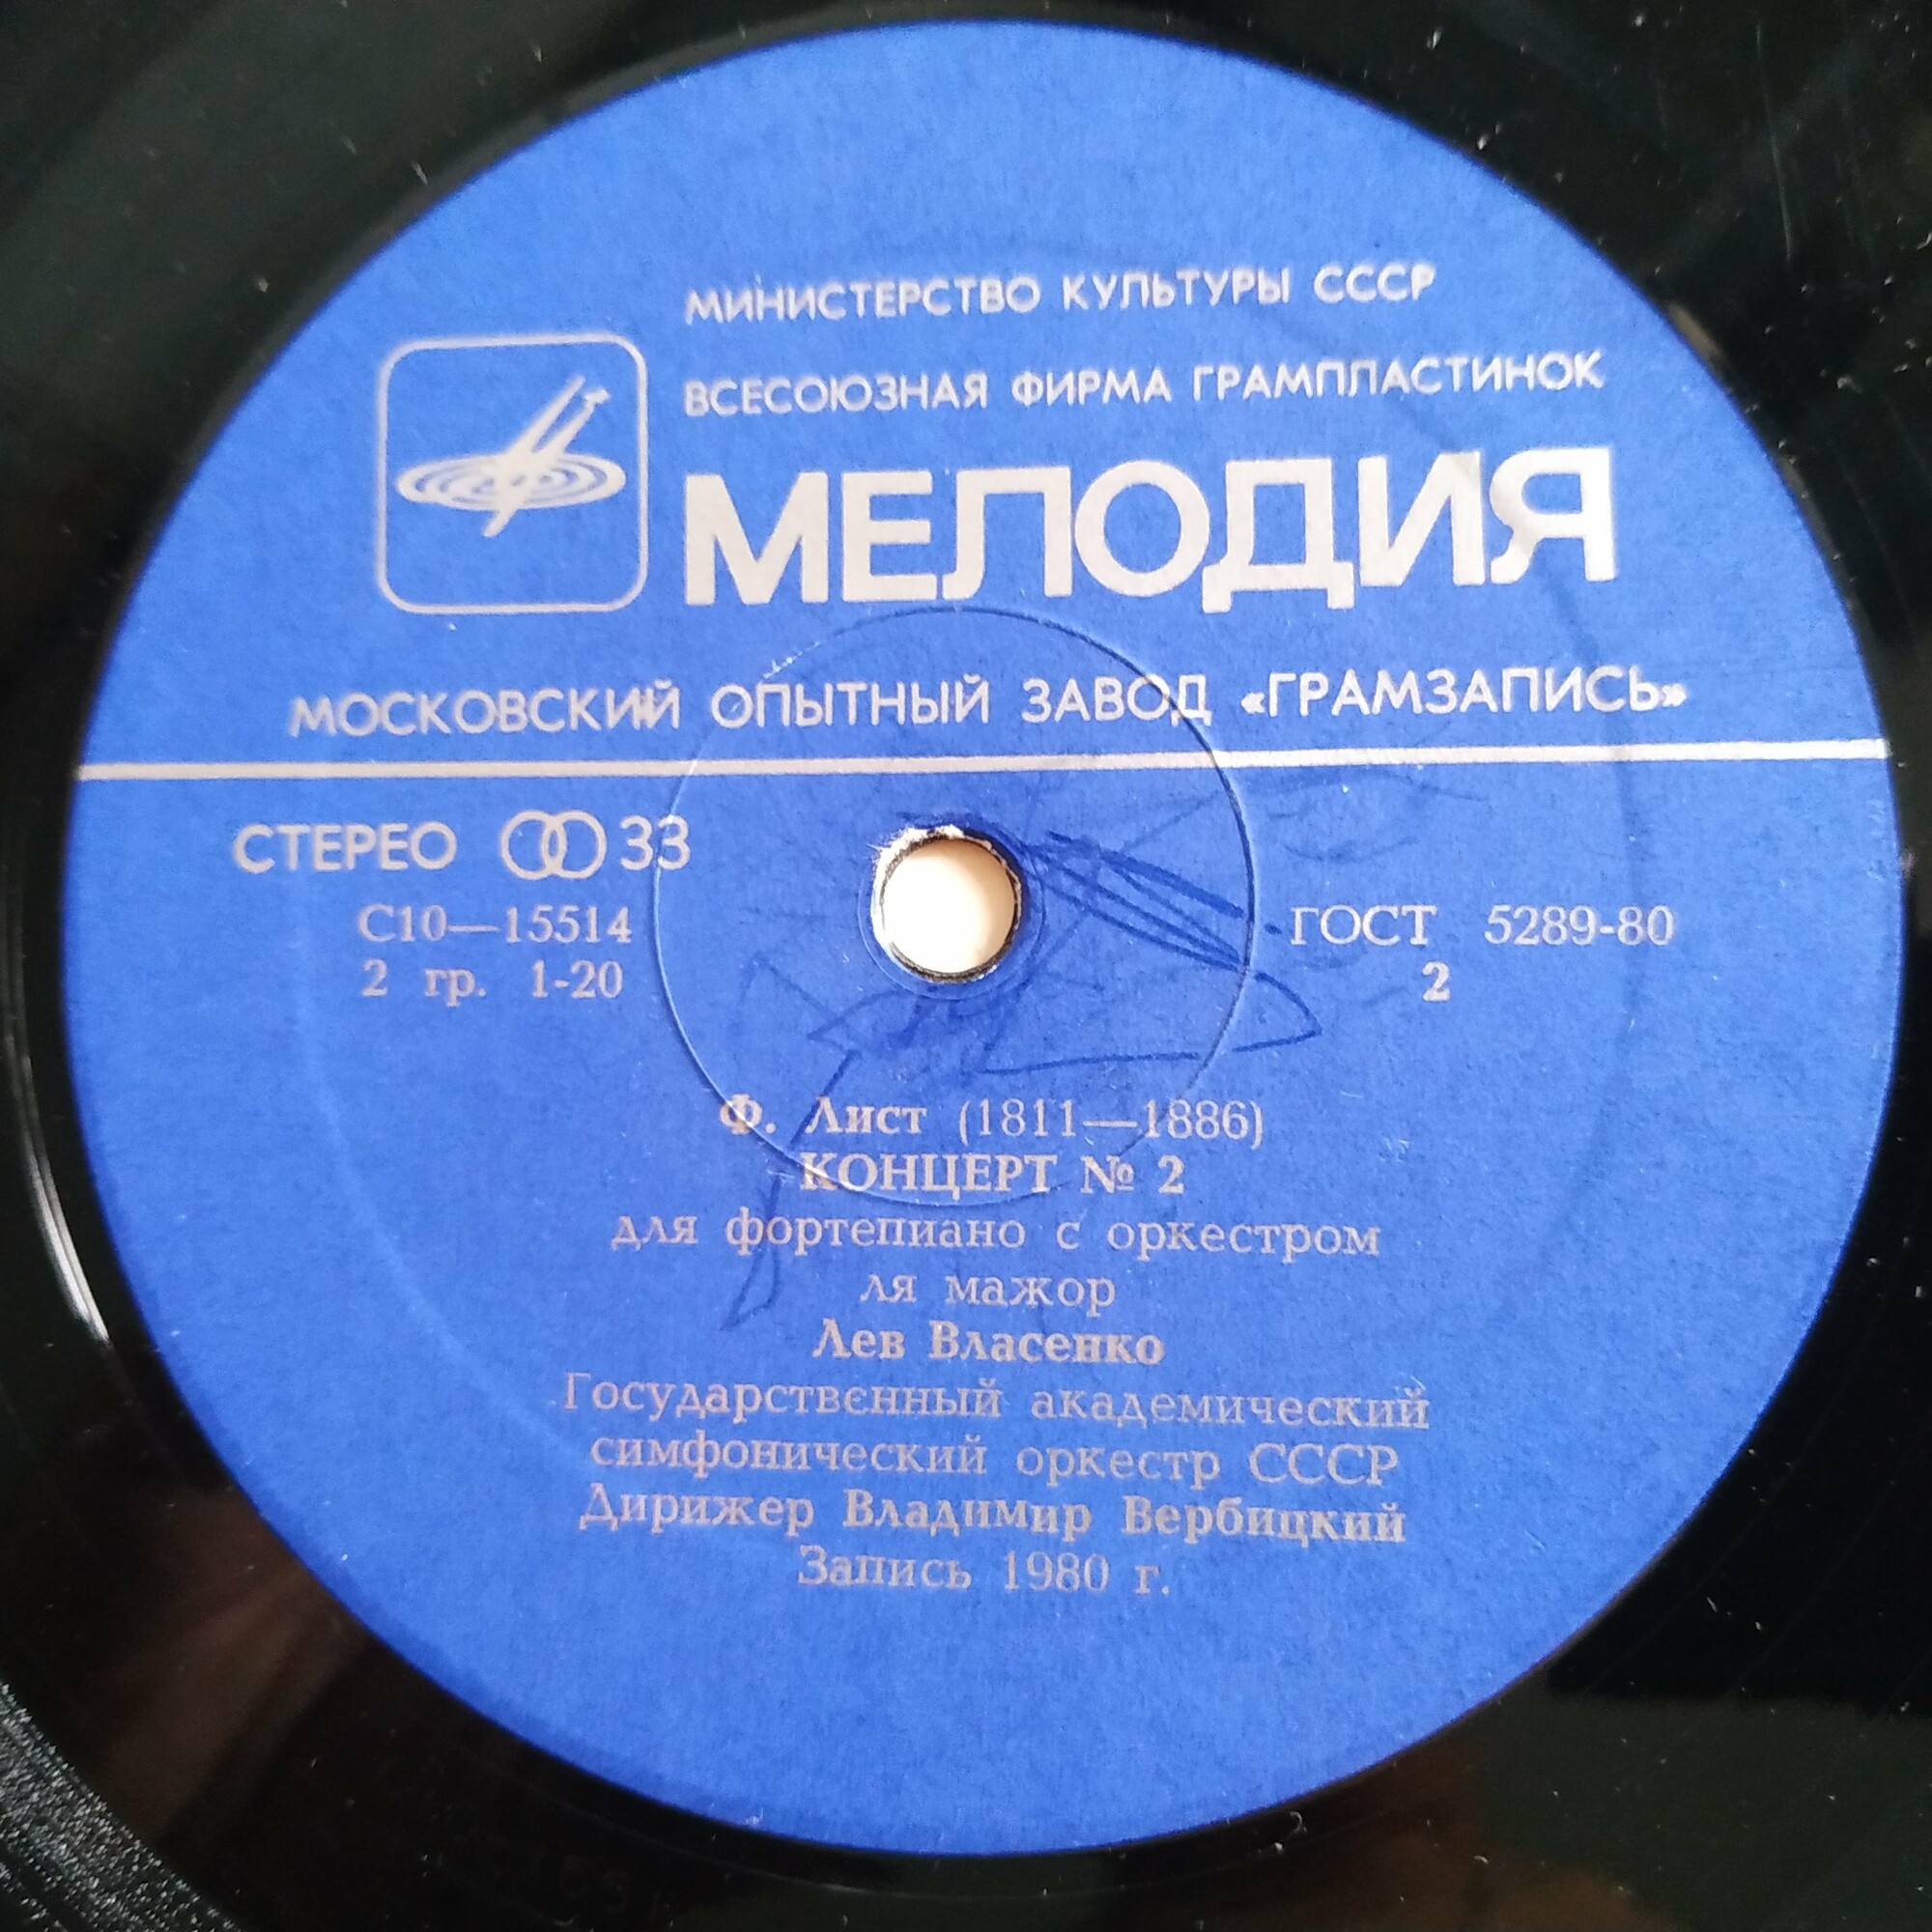 МИНИСТЕРСТВО КУЛЬТУРЫ СССР
ВСЕСОЮЗНАЯ ФИРМА ГРАМПЛАСТИНОК
МЕЛОДИЯ
МОСКОВСКИЙ ОПЫТНЫЙ ЗАВОД «ГРАМЗАПИСЬ»
СТЕРЕО 33
С10—15514
2 гр. 1-20
ГОСТ 5289-80
2
Ф. Лист (1811—1886)
КОНЦЕРТ № 2
для фортепиано с оркестром
ля мажор
Лев Власенко
Государственный академический
симфонический оркестр СССР
Дирижер Владимир Вербицкий
Запись 1980 г.